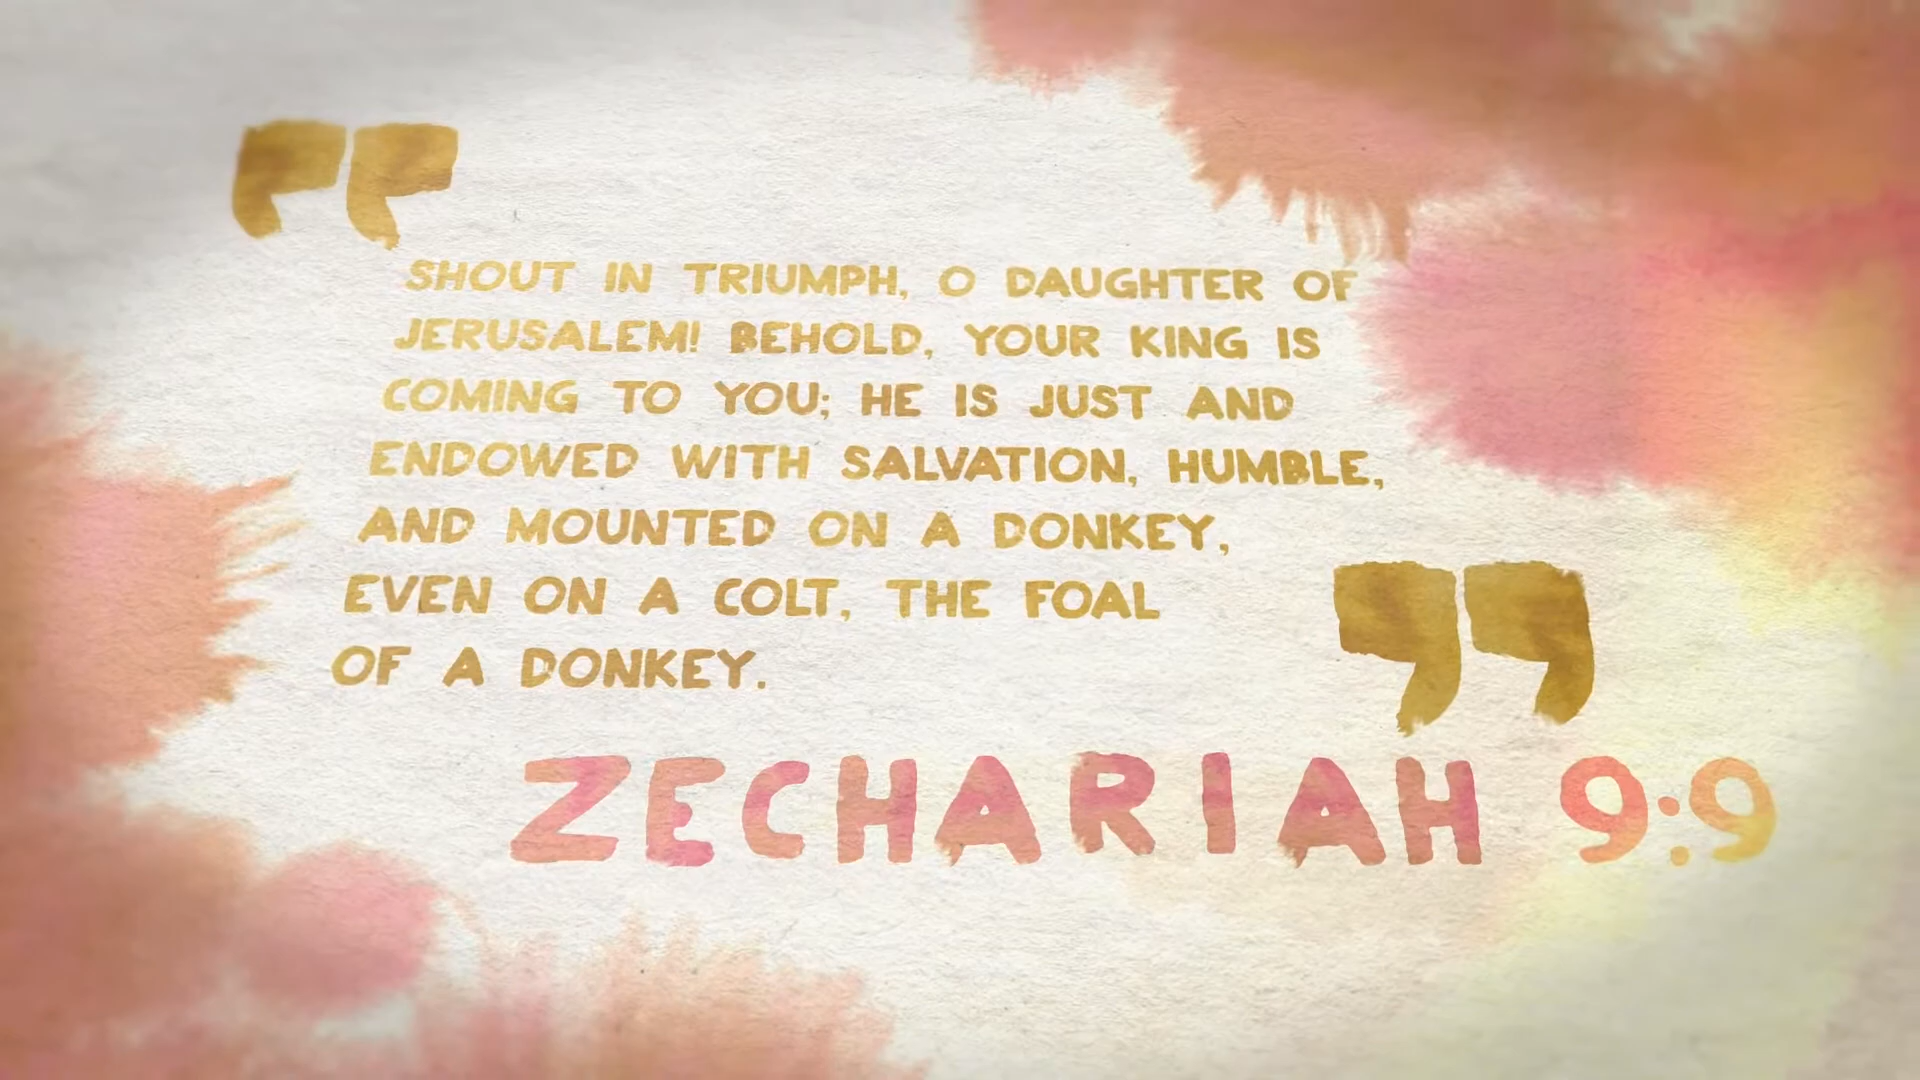 “
SHOUT IN TRIUMPH, O DAUGHTER OF
JERUSALEM! BEHOLD, YOUR KING IS
COMING TO YOU; HE IS JUST AND
ENDOWED WITH SALVATION, HUMBLE,
AND MOUNTED ON A DONKEY,
EVEN ON A COLT, THE FOAL
OF A DONKEY.
”
ZECHARIAH 9:9